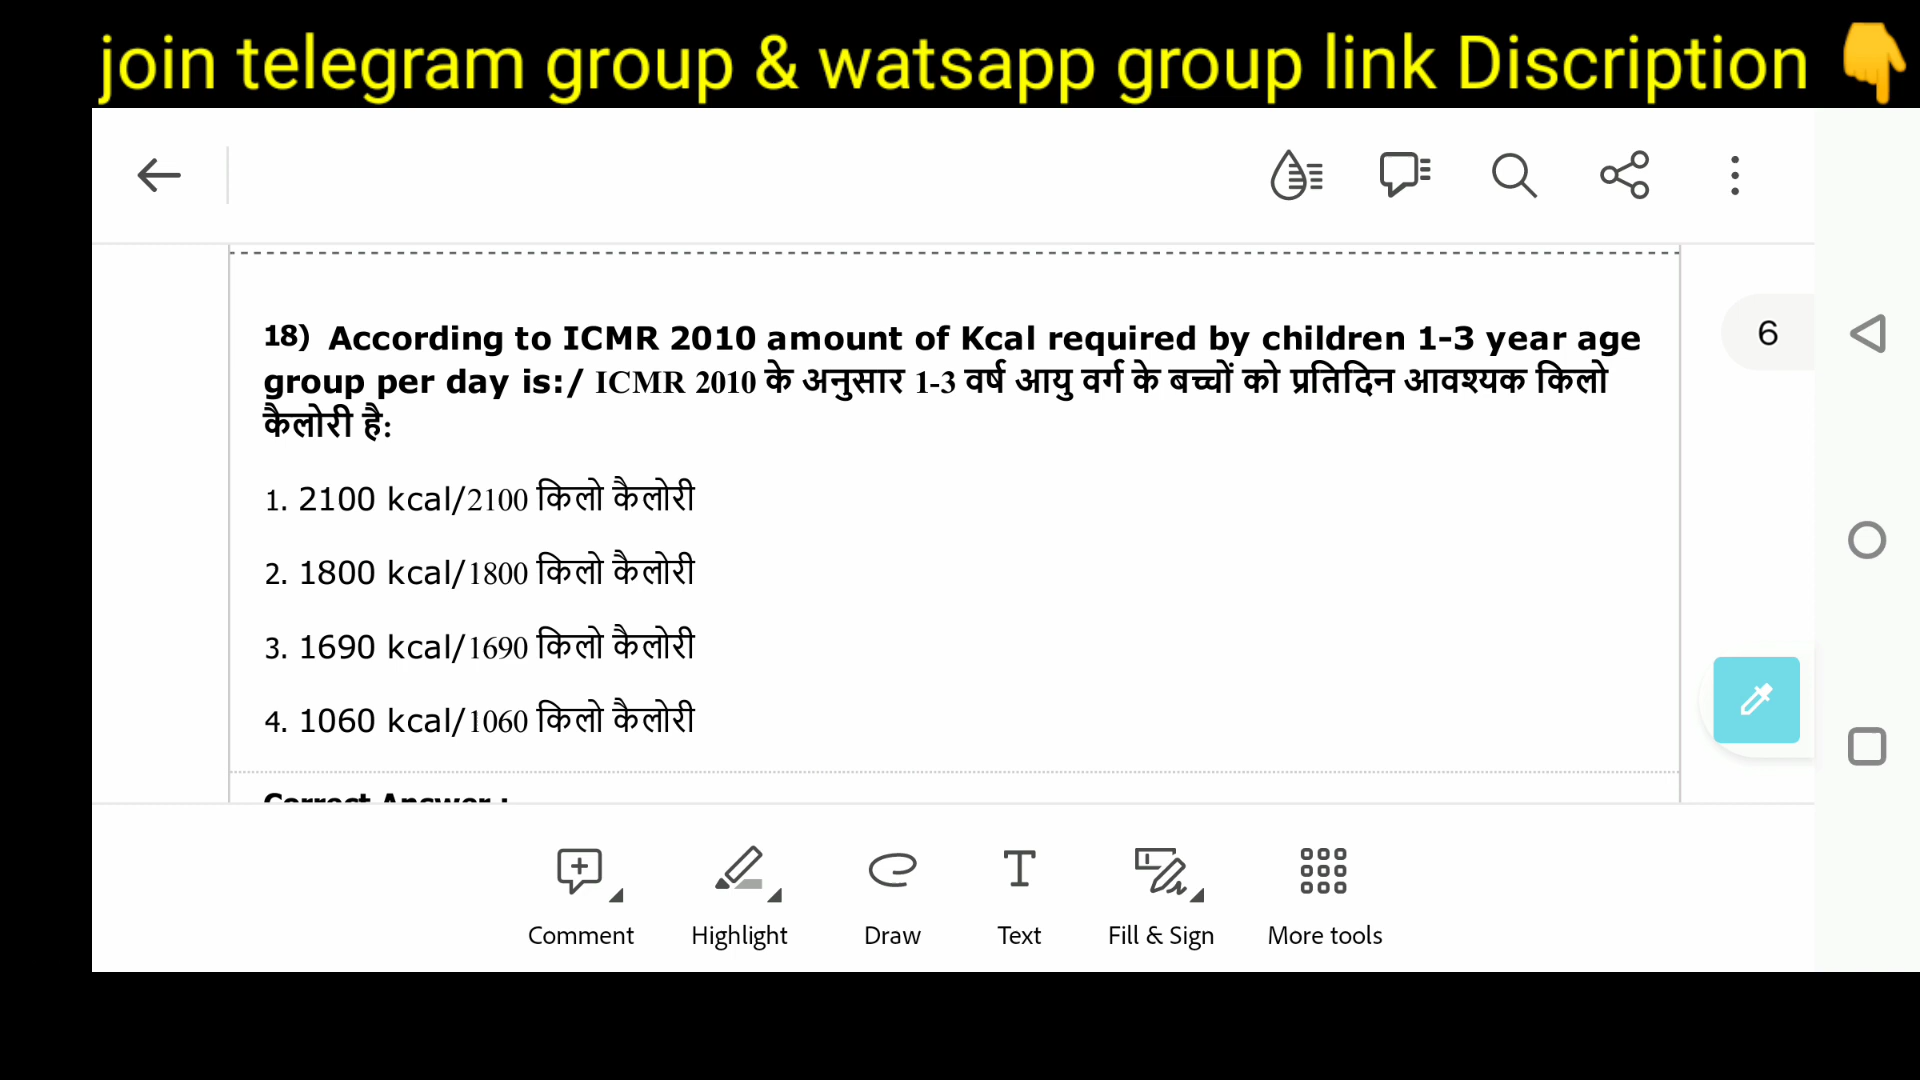 join telegram group & watsapp group link Discription 👇
18) According to ICMR 2010 amount of Kcal required by children 1-3 year age
group per day is:/ ICMR 2010 के अनुसार 1-3 वर्ष आयु वर्ग के बच्चों को प्रतिदिन आवश्यक किलो
कैलोरी है:
6
1. 2100 kcal/2100 किलो कैलोरी
2. 1800 kcal/1800 किलो कैलोरी
3. 1690 kcal/1690 किलो कैलोरी
4. 1060 kcal/1060 किलो कैलोरी
Correct Answer :
Comment Highlight Draw Text Fill & Sign More tools